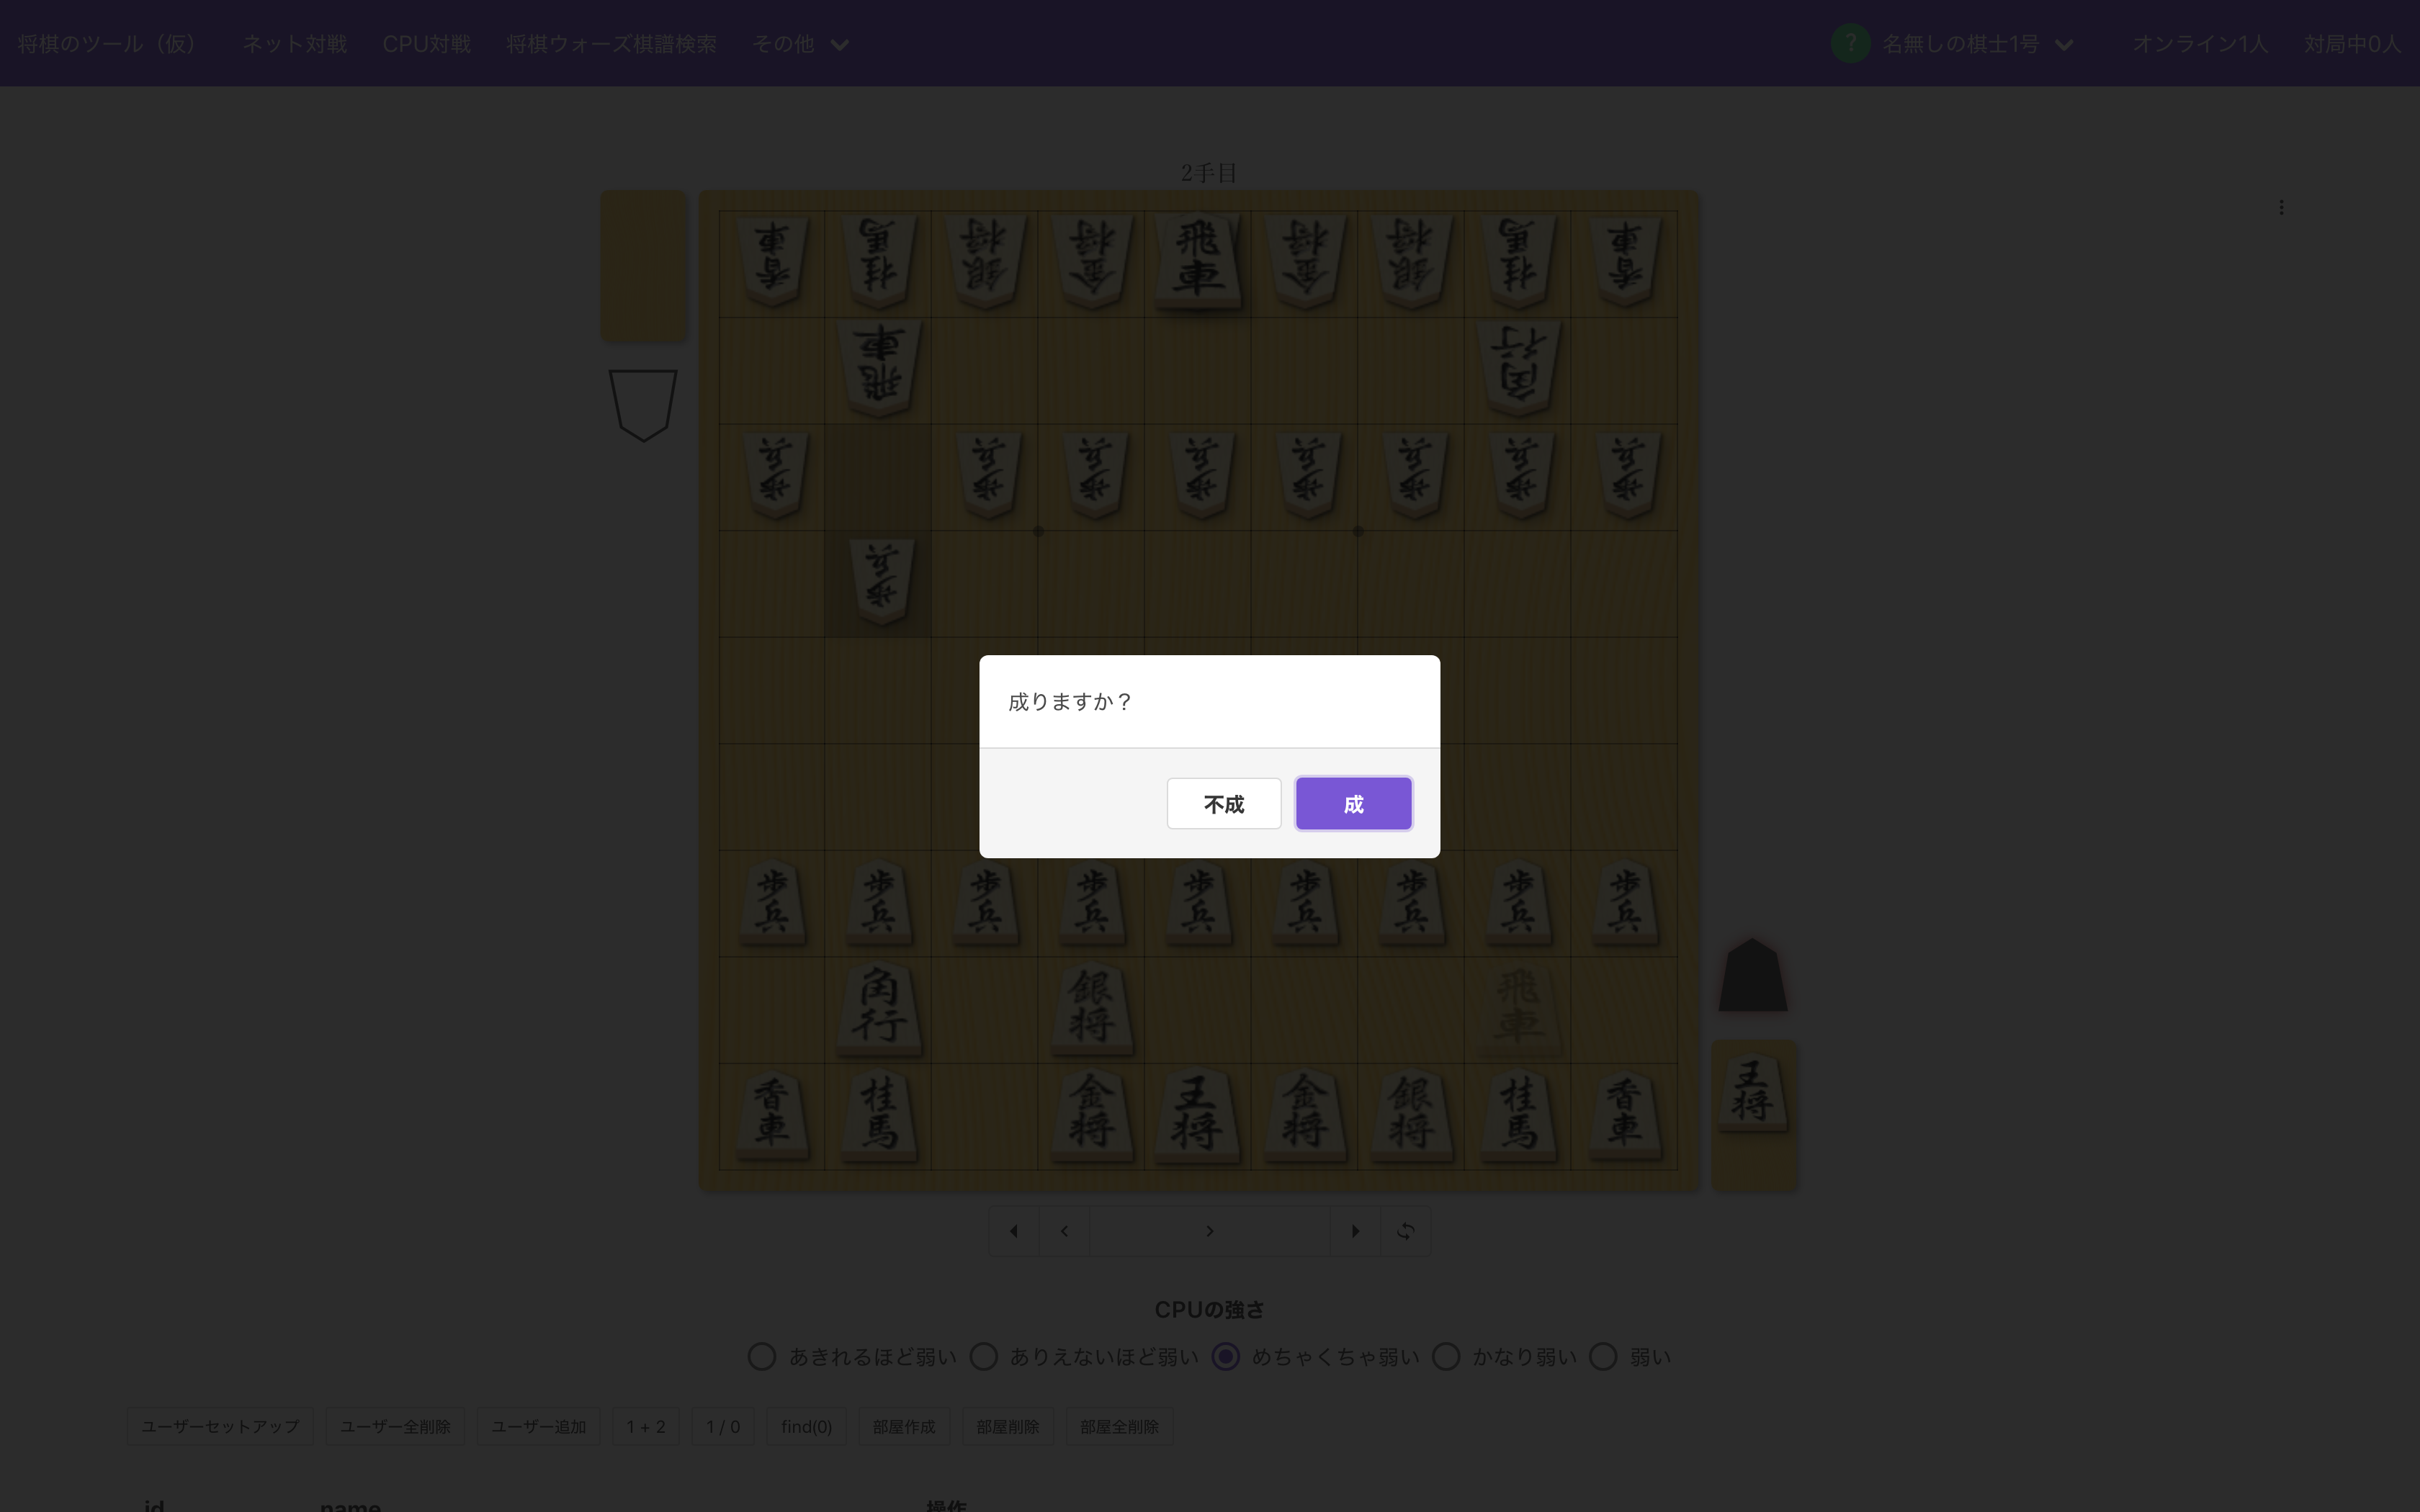 将棋のツール（仮） ネット対戦 CPU対戦 将棋ウォーズ棋譜検索 その他 ? 名無しの棋士1号 オンライン1人 対局中0人
2手目
香車 桂馬 銀将 金将 飛車 金将 銀将 桂馬 香車
飛車 角行
歩兵 歩兵 歩兵 歩兵 歩兵 歩兵 歩兵 歩兵
歩兵
成りますか？
不成 成
歩兵 歩兵 歩兵 歩兵 歩兵 歩兵 歩兵 歩兵 歩兵
角行 銀将 飛車
香車 桂馬 金将 王将 金将 銀将 桂馬 香車 王将
CPUの強さ
あきれるほど弱い ありえないほど弱い めちゃくちゃ弱い かなり弱い 弱い
ユーザーセットアップ ユーザー全削除 ユーザー追加 1 + 2 1 / 0 find(0) 部屋作成 部屋削除 部屋全削除
id name 操作